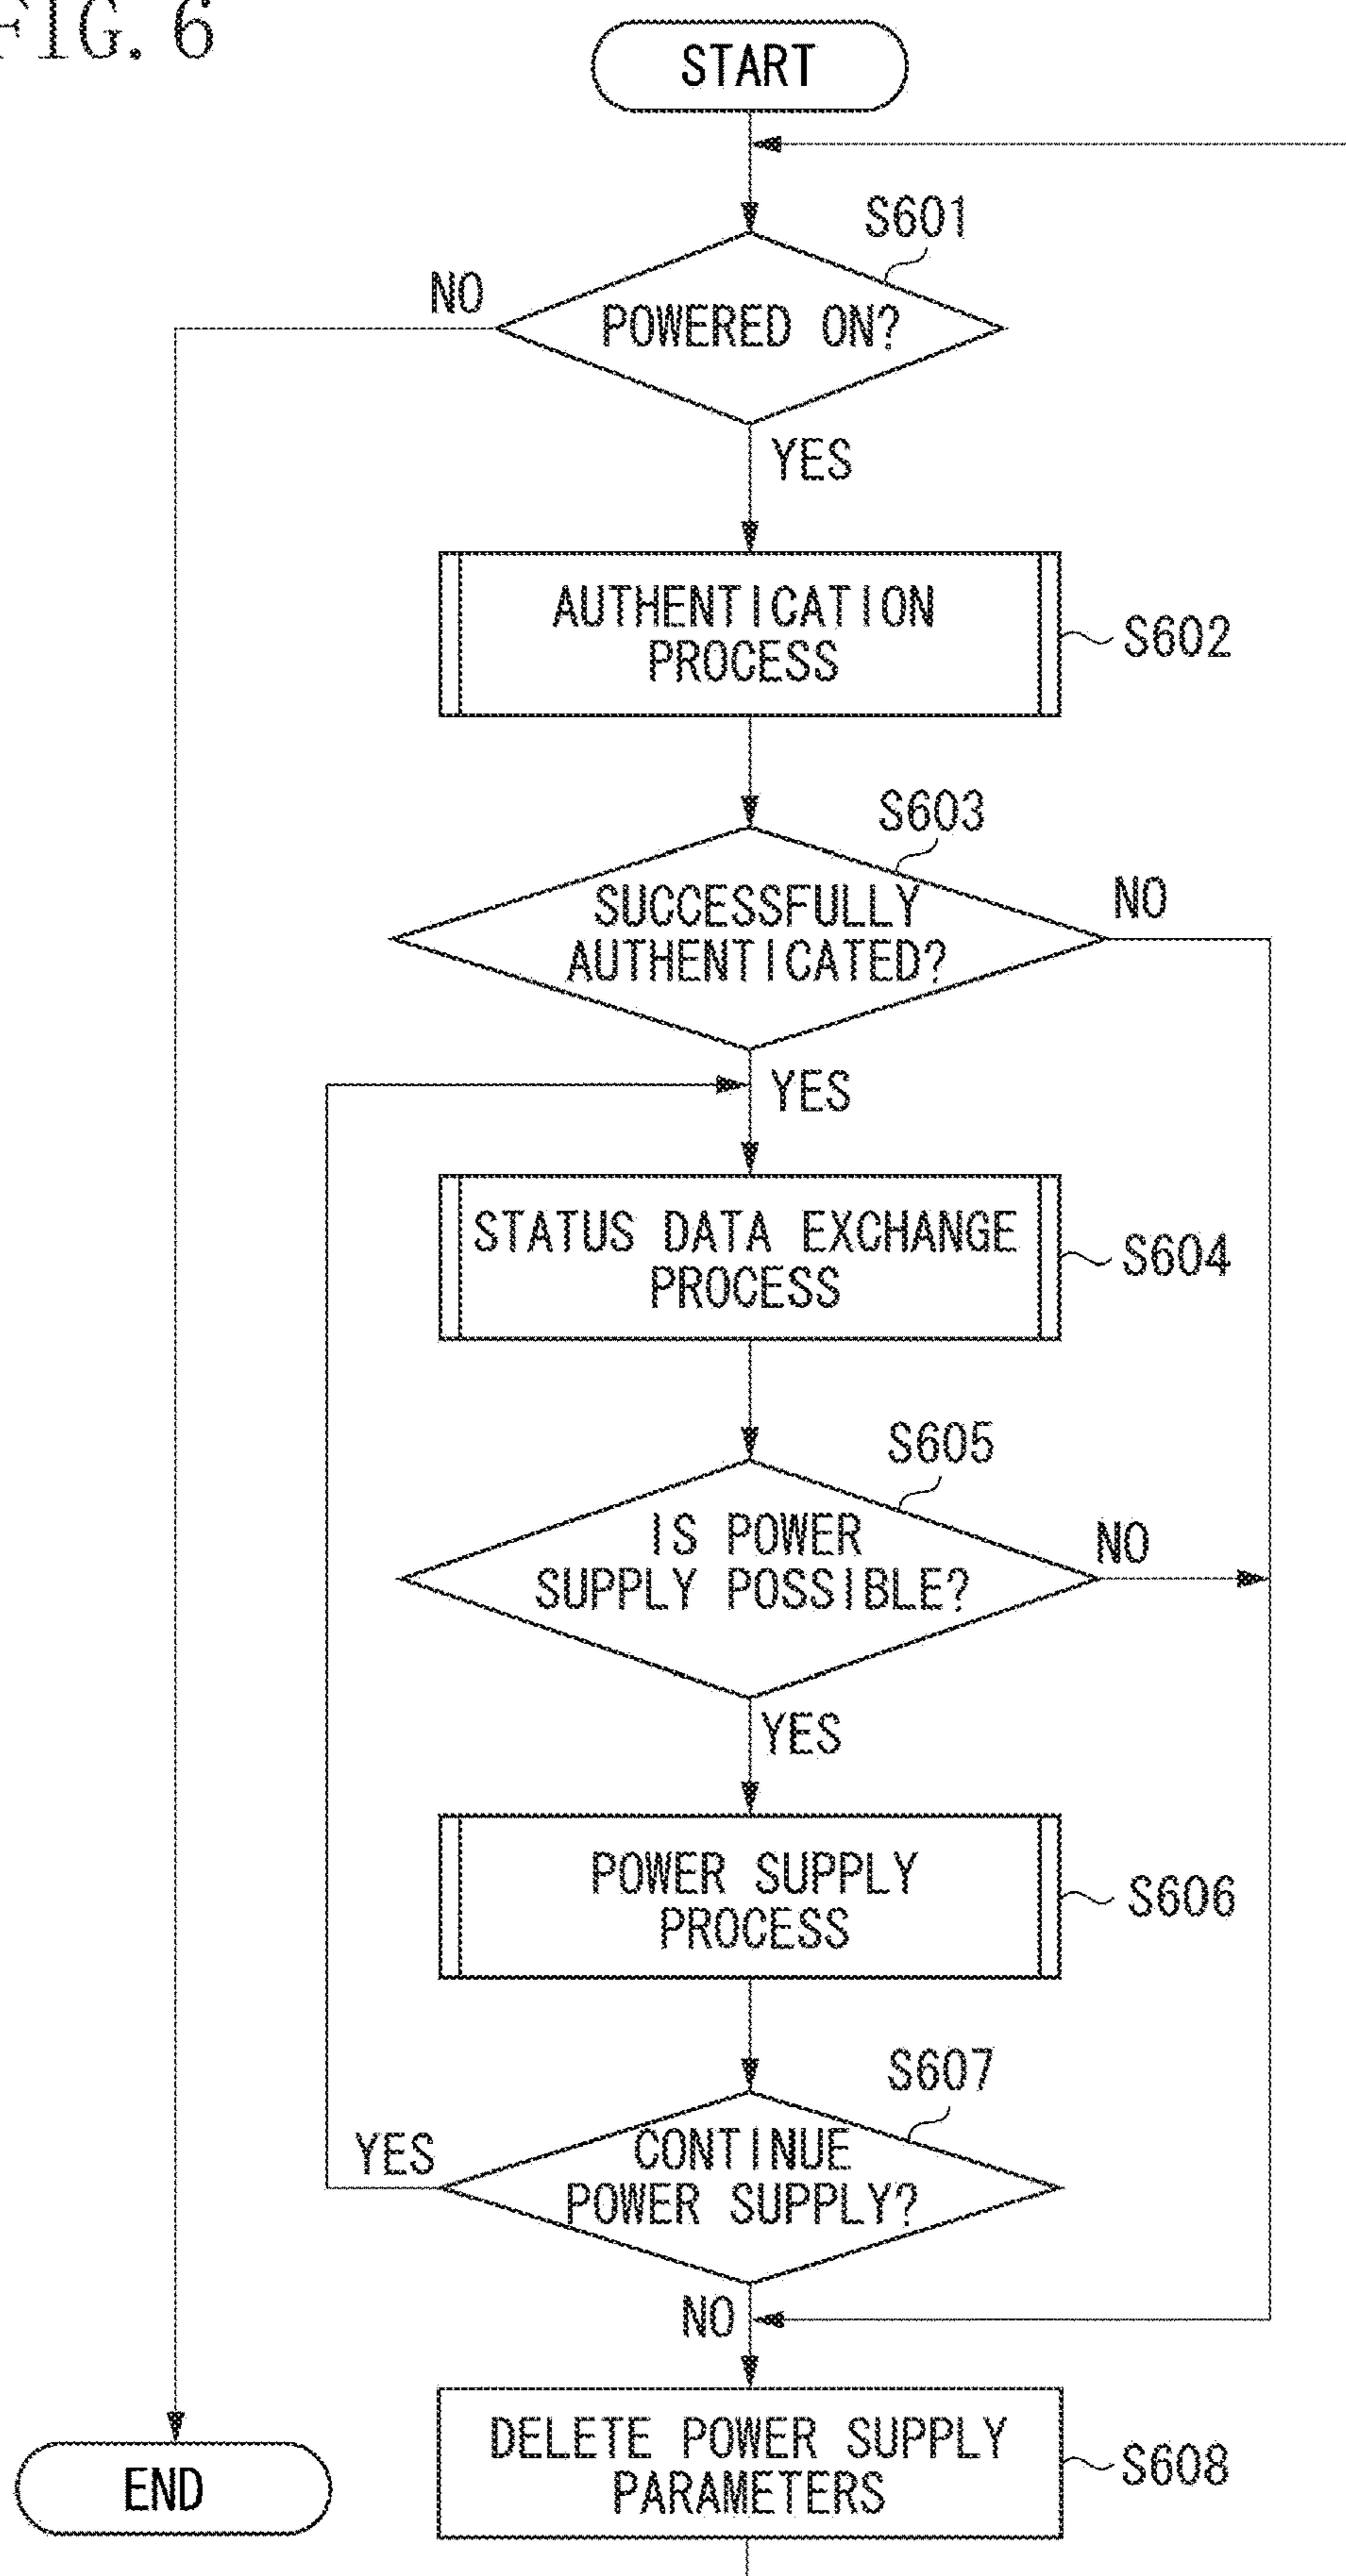 FIG. 6
START
S601
NO
POWERED ON?
YES
AUTHENTICATION
PROCESS
S602
S603
SUCCESSFULLY
AUTHENTICATED?
NO
YES
STATUS DATA EXCHANGE
PROCESS
S604
S605
IS POWER
SUPPLY POSSIBLE?
NO
YES
POWER SUPPLY
PROCESS
S606
S607
YES
CONTINUE
POWER SUPPLY?
NO
DELETE POWER SUPPLY
PARAMETERS
S608
END